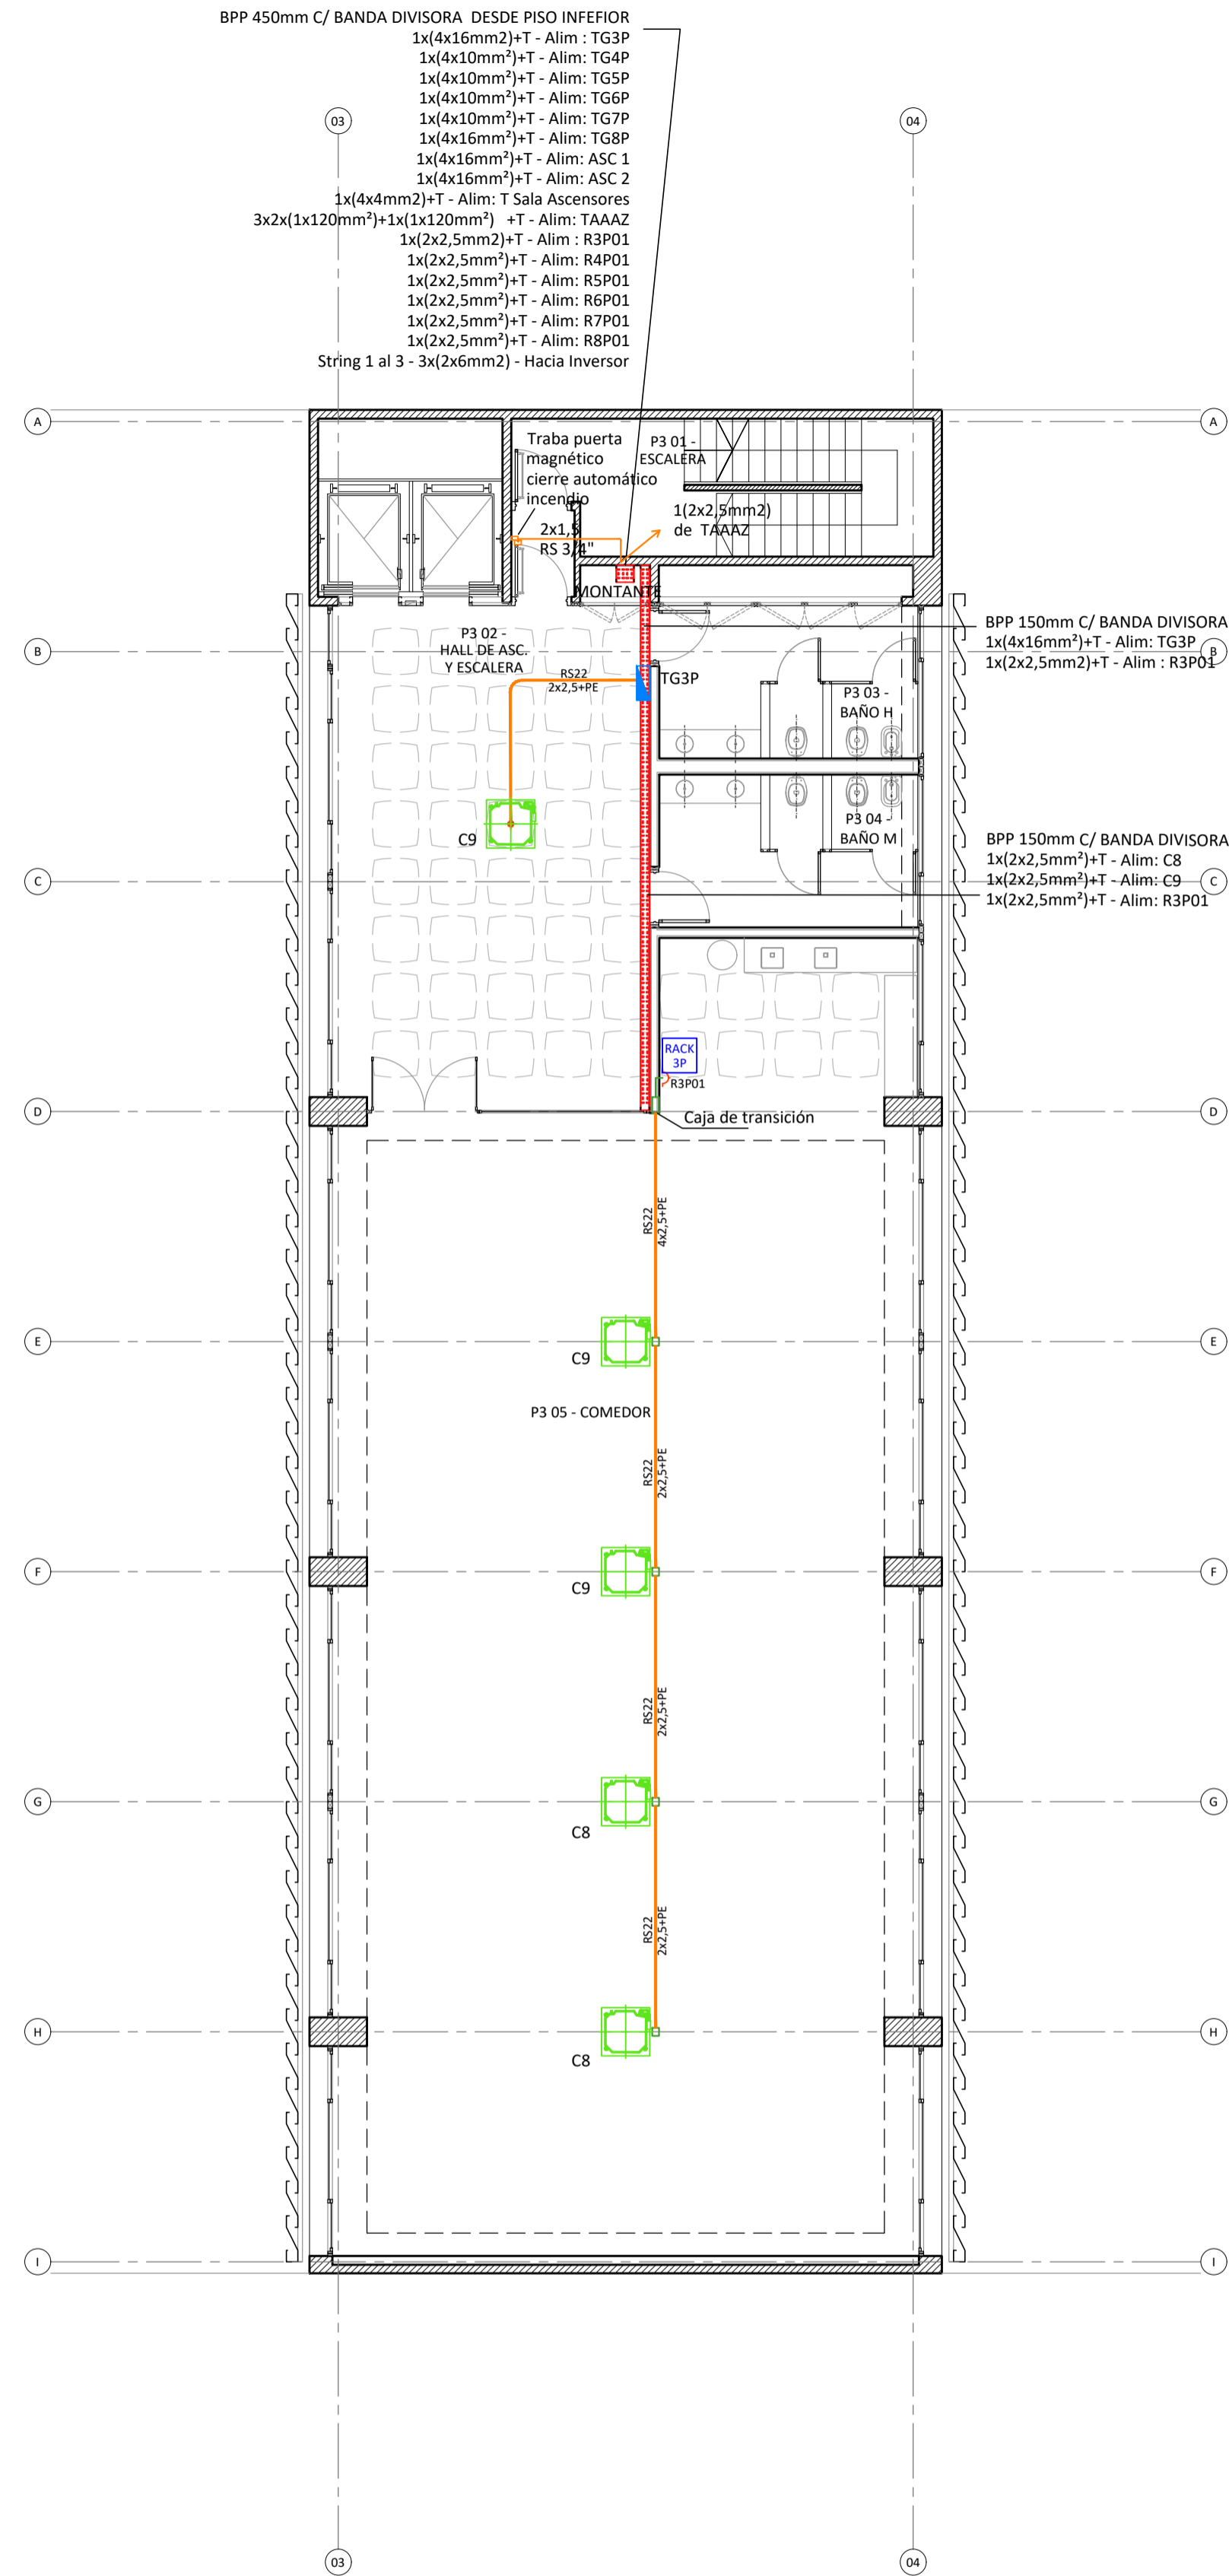 BPP 450mm C/ BANDA DIVISORA DESDE PISO INFEFIOR
1x(4x16mm2)+T - Alim : TG3P
1x(4x10mm²)+T - Alim: TG4P
1x(4x10mm²)+T - Alim: TG5P
1x(4x10mm²)+T - Alim: TG6P
1x(4x10mm²)+T - Alim: TG7P
1x(4x16mm²)+T - Alim: TG8P
1x(4x16mm²)+T - Alim: ASC 1
1x(4x16mm²)+T - Alim: ASC 2
1x(4x4mm2)+T - Alim: T Sala Ascensores
3x2x(1x120mm²)+1x(1x120mm²) +T - Alim: TAAAZ
1x(2x2,5mm2)+T - Alim : R3P01
1x(2x2,5mm²)+T - Alim: R4P01
1x(2x2,5mm²)+T - Alim: R5P01
1x(2x2,5mm²)+T - Alim: R6P01
1x(2x2,5mm²)+T - Alim: R7P01
1x(2x2,5mm²)+T - Alim: R8P01
String 1 al 3 - 3x(2x6mm2) - Hacia Inversor
03
04
A
A
Traba puerta
magnético
cierre automático
incendio
P3 01 -
ESCALERA
2x1,5
RS 3/4"
1(2x2,5mm2)
de TAAAZ
MONTANTE
P3 02 -
HALL DE ASC.
Y ESCALERA
BPP 150mm C/ BANDA DIVISORA
1x(4x16mm²)+T - Alim: TG3P
1x(2x2,5mm2)+T - Alim : R3P01
B
B
RS22
2x2,5+PE
TG3P
P3 03 -
BAÑO H
C9
P3 04 -
BAÑO M
BPP 150mm C/ BANDA DIVISORA
1x(2x2,5mm²)+T - Alim: C8
1x(2x2,5mm²)+T - Alim: C9
1x(2x2,5mm²)+T - Alim: R3P01
C
C
RACK
3P
R3P01
D
D
Caja de transición
RS22
4x2,5+PE
E
E
C9
P3 05 - COMEDOR
RS22
2x2,5+PE
F
F
C9
RS22
2x2,5+PE
G
G
C8
RS22
2x2,5+PE
H
H
C8
I
I
03
04